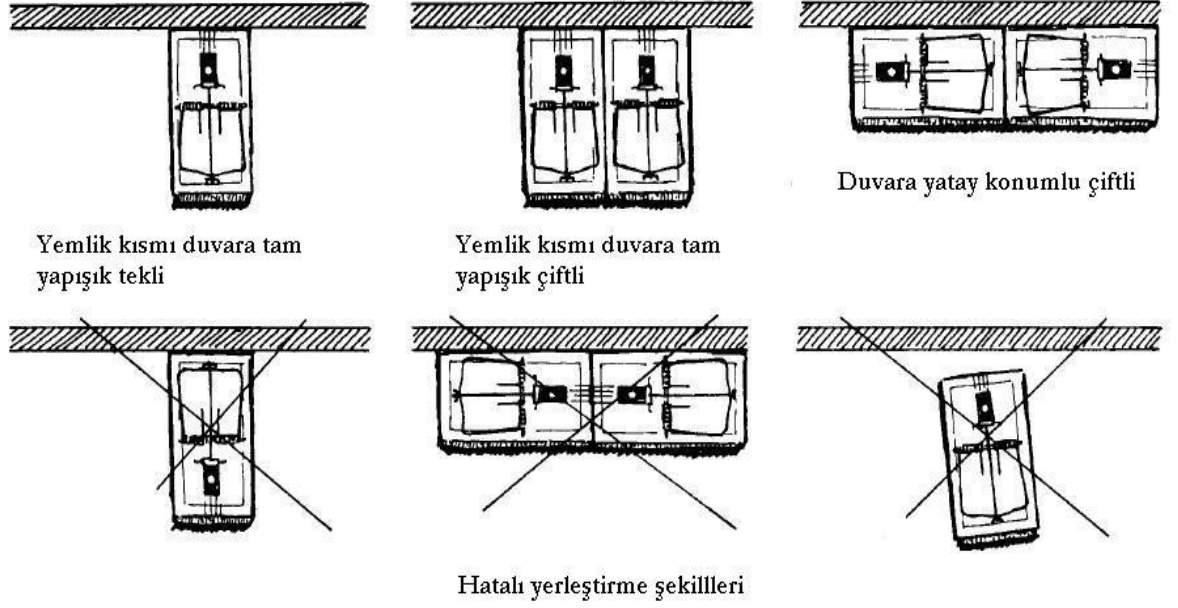 Duvara yatay konumlu çiftli
Yemlik kısmı duvara tam
yapışık tekli
Yemlik kısmı duvara tam
yapışık çiftli
Hatalı yerleştirme şekillleri